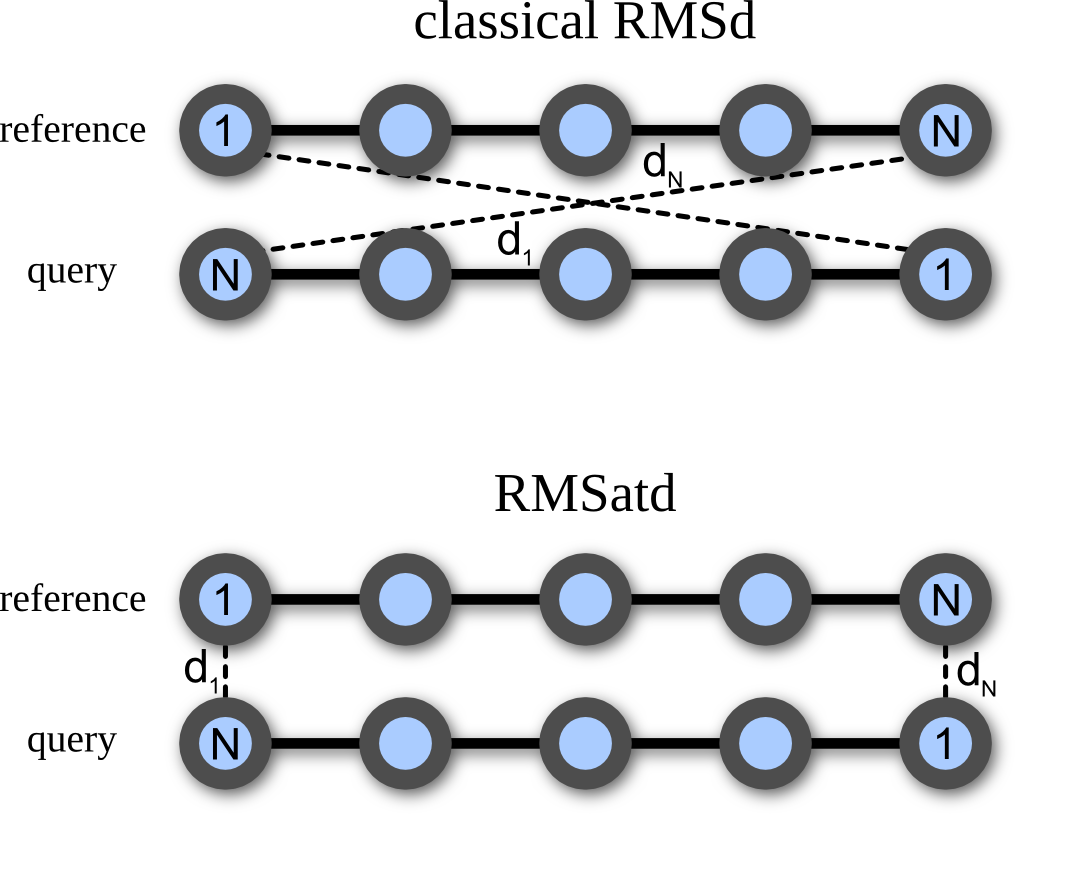 classical RMSd
reference 1 N
d_N
d_1
query N 1
RMSatd
reference 1 N
d_1 d_N
query N 1